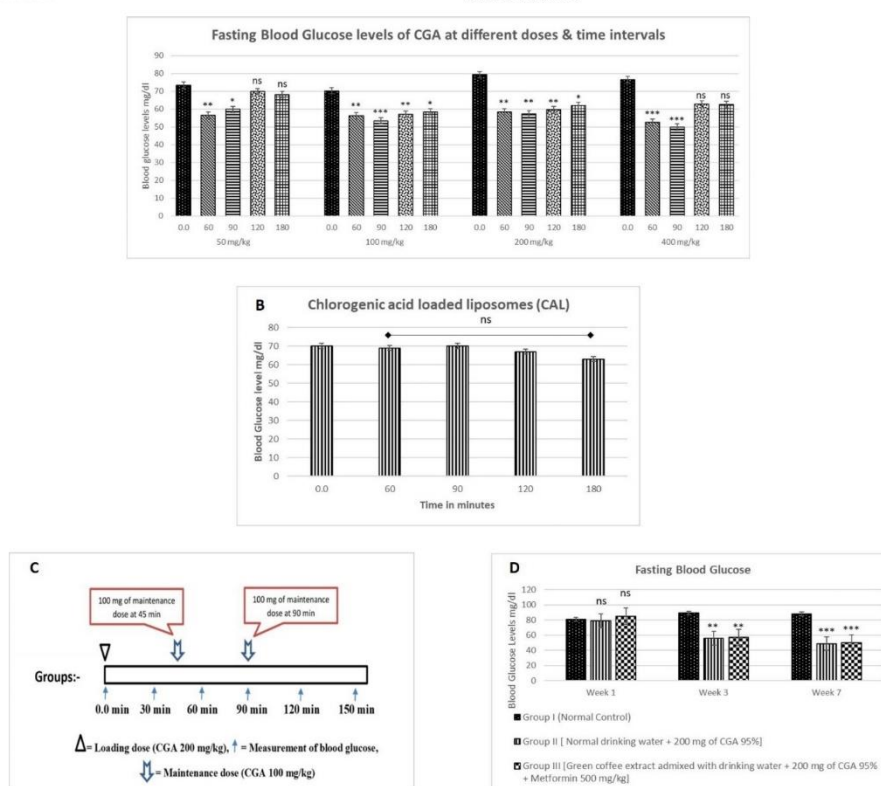 Fasting Blood Glucose levels of CGA at different doses & time intervals
Blood glucose levels mg/dl
90
80
70
60
50
40
30
20
10
0
** * ns ns
** *** ** *
** ** ** *
*** *** ns ns
0.0 60 90 120 180 0.0 60 90 120 180 0.0 60 90 120 180 0.0 60 90 120 180
50 mg/kg 100 mg/kg 200 mg/kg 400 mg/kg
B
Chlorogenic acid loaded liposomes (CAL)
ns
Blood Glucose level mg/dl
80
70
60
50
40
30
20
10
0
0.0 60 90 120 180
Time in minutes
C
100 mg of maintenance
dose at 45 min
100 mg of maintenance
dose at 90 min
Groups:-
0.0 min 30 min 60 min 90 min 120 min 150 min
Δ= Loading dose (CGA 200 mg/kg), ↑ = Measurement of blood glucose,
⇩= Maintenance dose (CGA 100 mg/kg)
D
Fasting Blood Glucose
Blood Glucose Levels mg/dl
120
100
80
60
40
20
0
ns ns
** **
*** ***
Week 1 Week 3 Week 7
Group I (Normal Control)
Group II [ Normal drinking water + 200 mg of CGA 95%]
Group III [Green coffee extract admixed with drinking water + 200 mg of CGA 95%
+ Metformin 500 mg/kg]